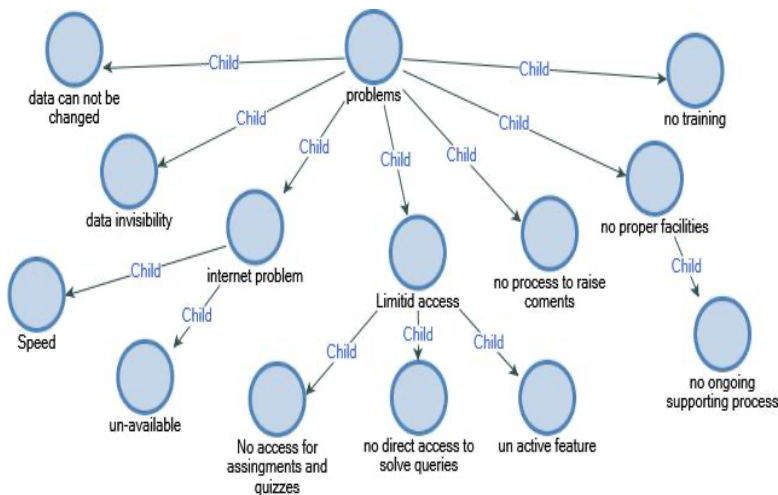 Child
problems
Child
data can not be
changed
no training
Child
Child
Child
Child
Child
data invisibility
no proper facilities
internet problem
Child
Child
Limitid access
no process to raise
coments
Child
Speed
Child
Child
Child
un-available
no ongoing
supporting process
No access for
assingments and
quizzes
no direct access to
solve queries
un active feature